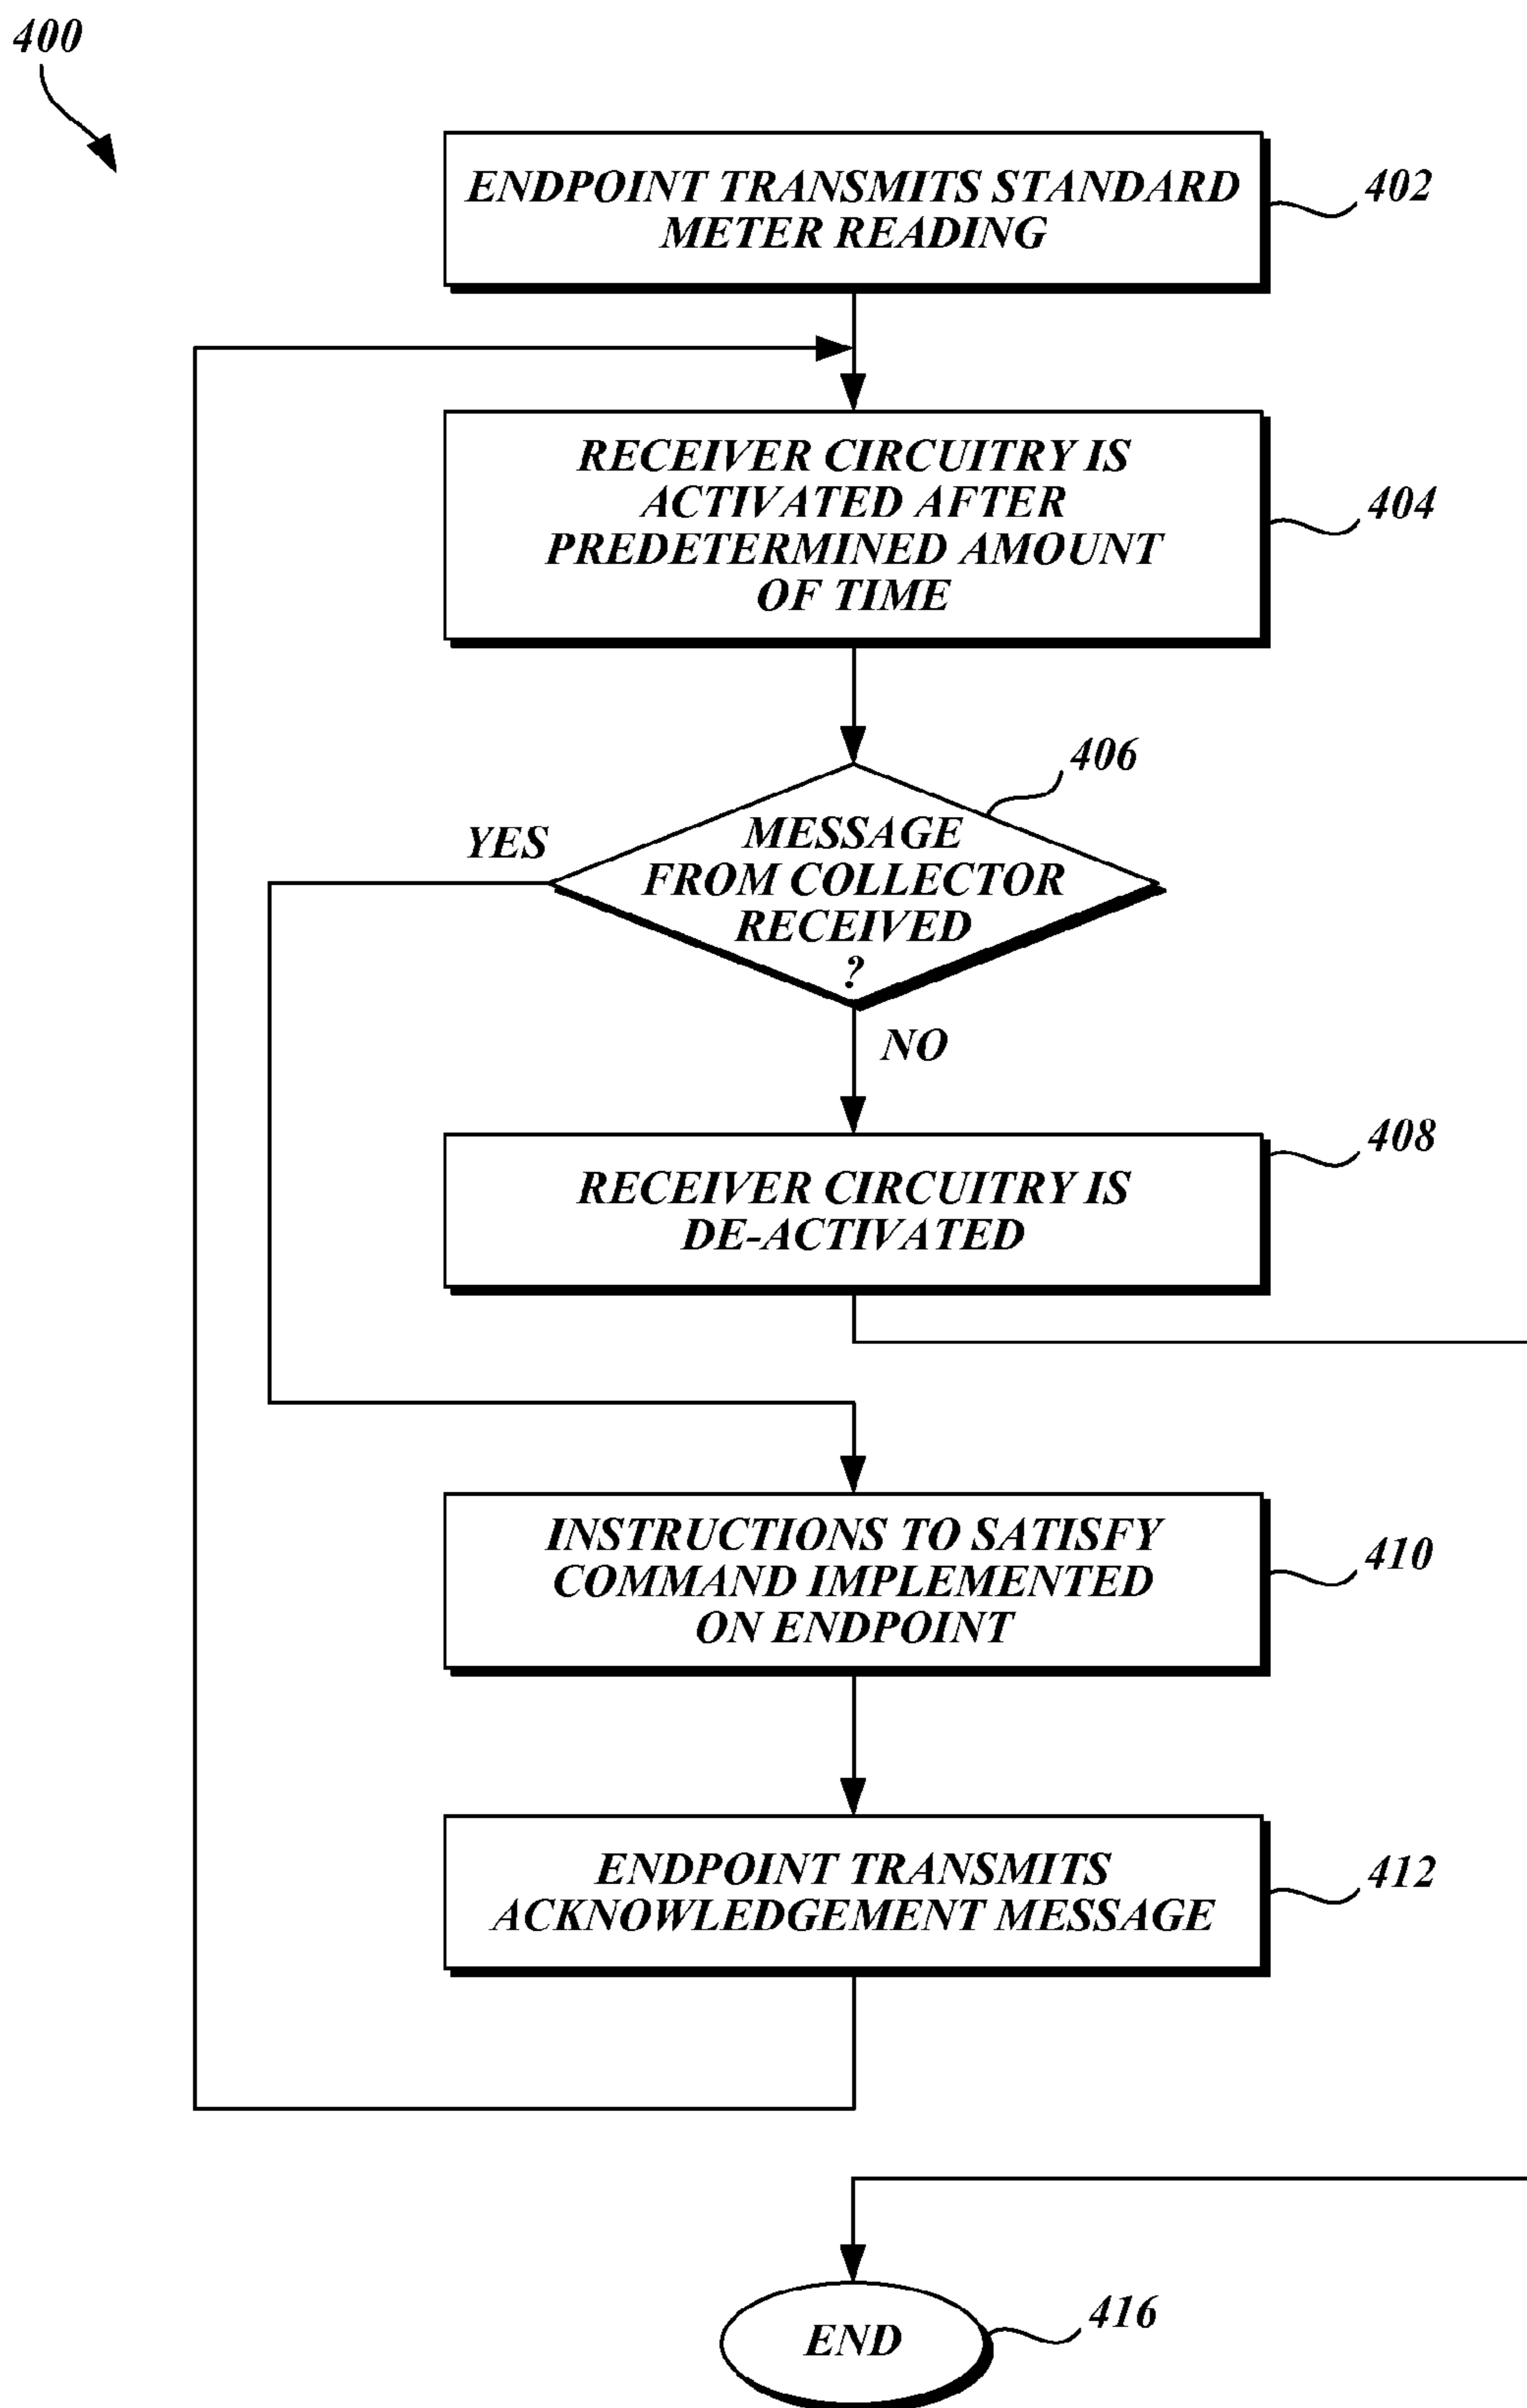 400
ENDPOINT TRANSMITS STANDARD
METER READING
402
RECEIVER CIRCUITRY IS
ACTIVATED AFTER
PREDETERMINED AMOUNT
OF TIME
404
406
YES
MESSAGE
FROM COLLECTOR
RECEIVED
?
NO
408
RECEIVER CIRCUITRY IS
DE-ACTIVATED
INSTRUCTIONS TO SATISFY
COMMAND IMPLEMENTED
ON ENDPOINT
410
ENDPOINT TRANSMITS
ACKNOWLEDGEMENT MESSAGE
412
END
416